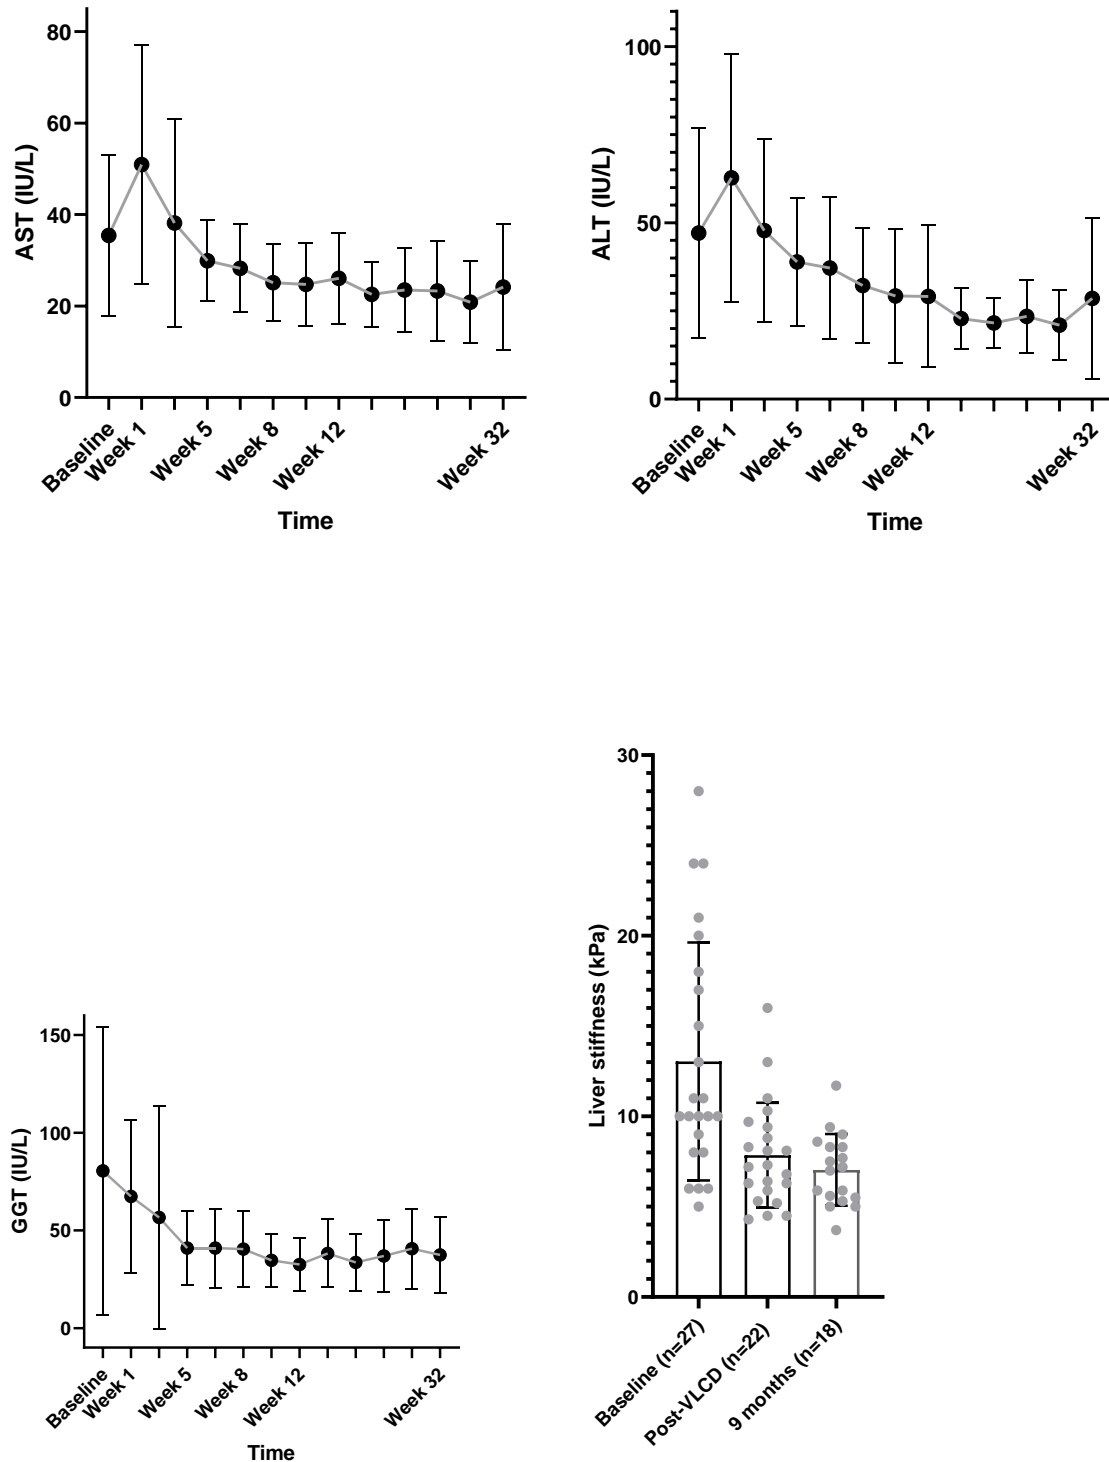 AST (IU/L)
80
60
40
20
0
Baseline
Week 1
Week 5
Week 8
Week 12
Week 32
Time
ALT (IU/L)
100
50
0
Baseline
Week 1
Week 5
Week 8
Week 12
Week 32
Time
GGT (IU/L)
150
100
50
0
Baseline
Week 1
Week 5
Week 8
Week 12
Week 32
Time
Liver stiffness (kPa)
30
20
10
0
Baseline (n=27)
Post-VLCD (n=22)
9 months (n=18)